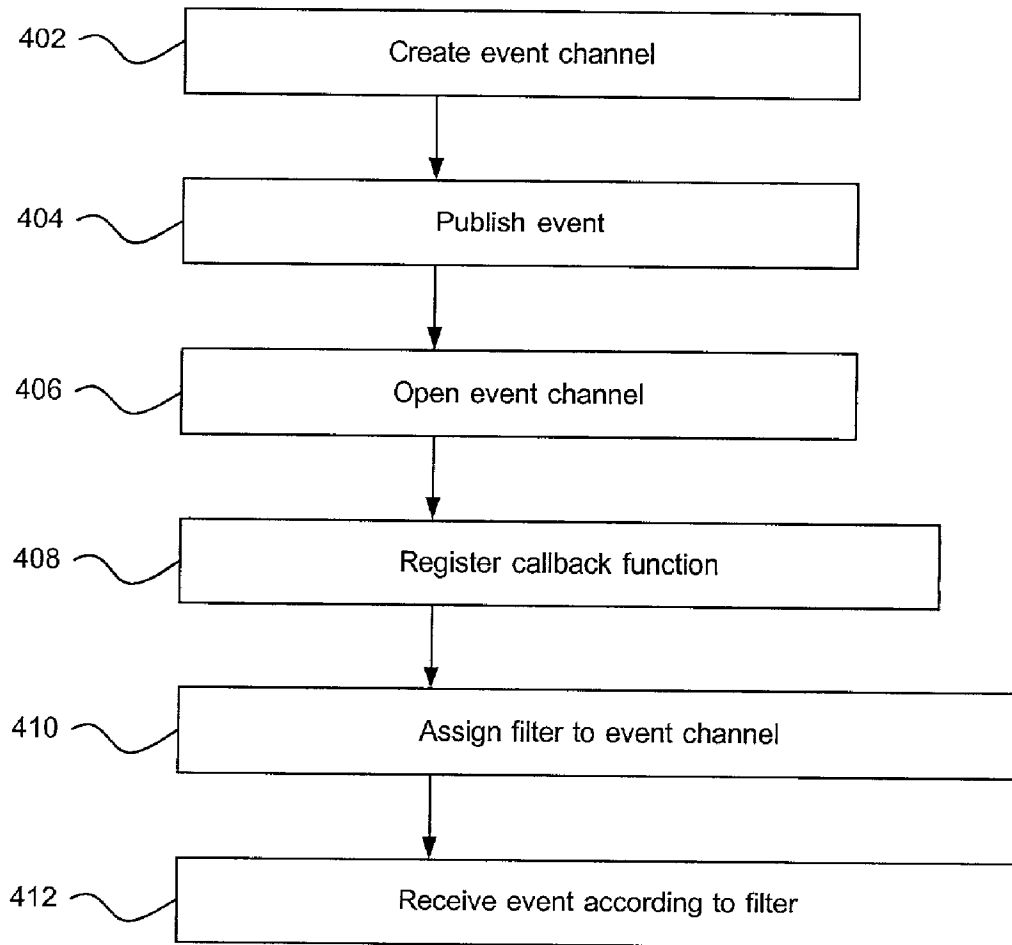 402
Create event channel
404
Publish event
406
Open event channel
408
Register callback function
410
Assign filter to event channel
412
Receive event according to filter